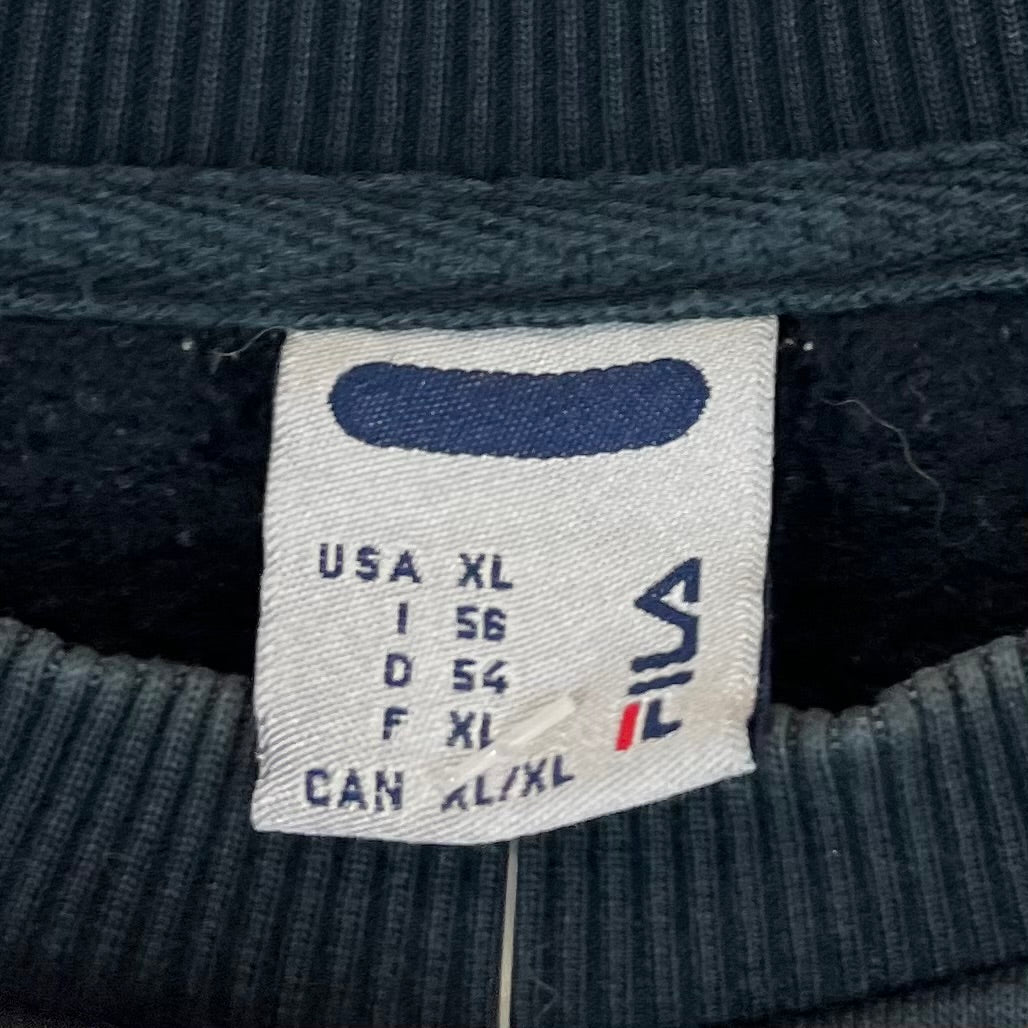 USA XL
I 56
D 54
F XL
CAN XL/XL
FILA